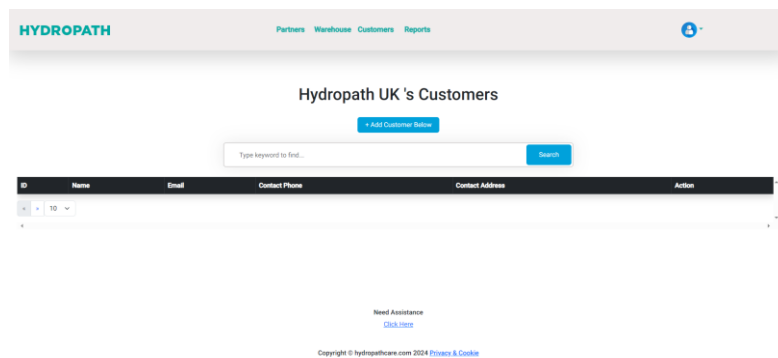 HYDROPATH
Partners Warehouse Customers Reports
Hydropath UK 's Customers
+ Add Customer Below
Type keyword to find...
Search
ID Name Email Contact Phone Contact Address Action
« » 10
Need Assistance
Click Here
Copyright © hydropathcare.com 2024 Privacy & Cookie